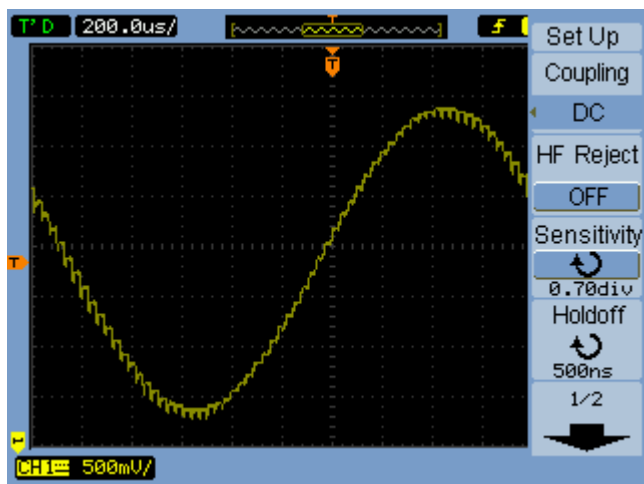 T'D 200.0us/
T
T
Set Up
Coupling
DC
HF Reject
OFF
Sensitivity
0.70div
Holdoff
500ns
1/2
T
CH1 500mV/